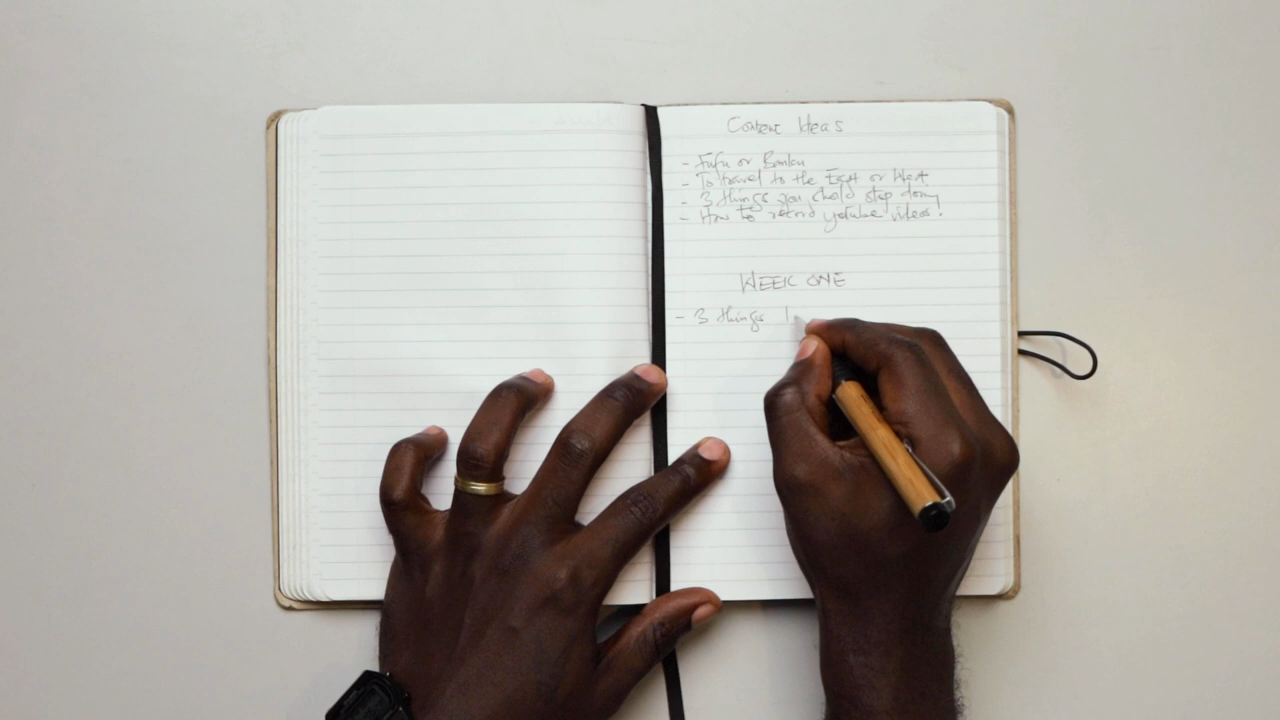 Content Ideas
- Fufu or Banku
- To travel to the East or West
- 3 things you shold stop doing
- How to record youtube videos!
WEEK ONE
- 3 things